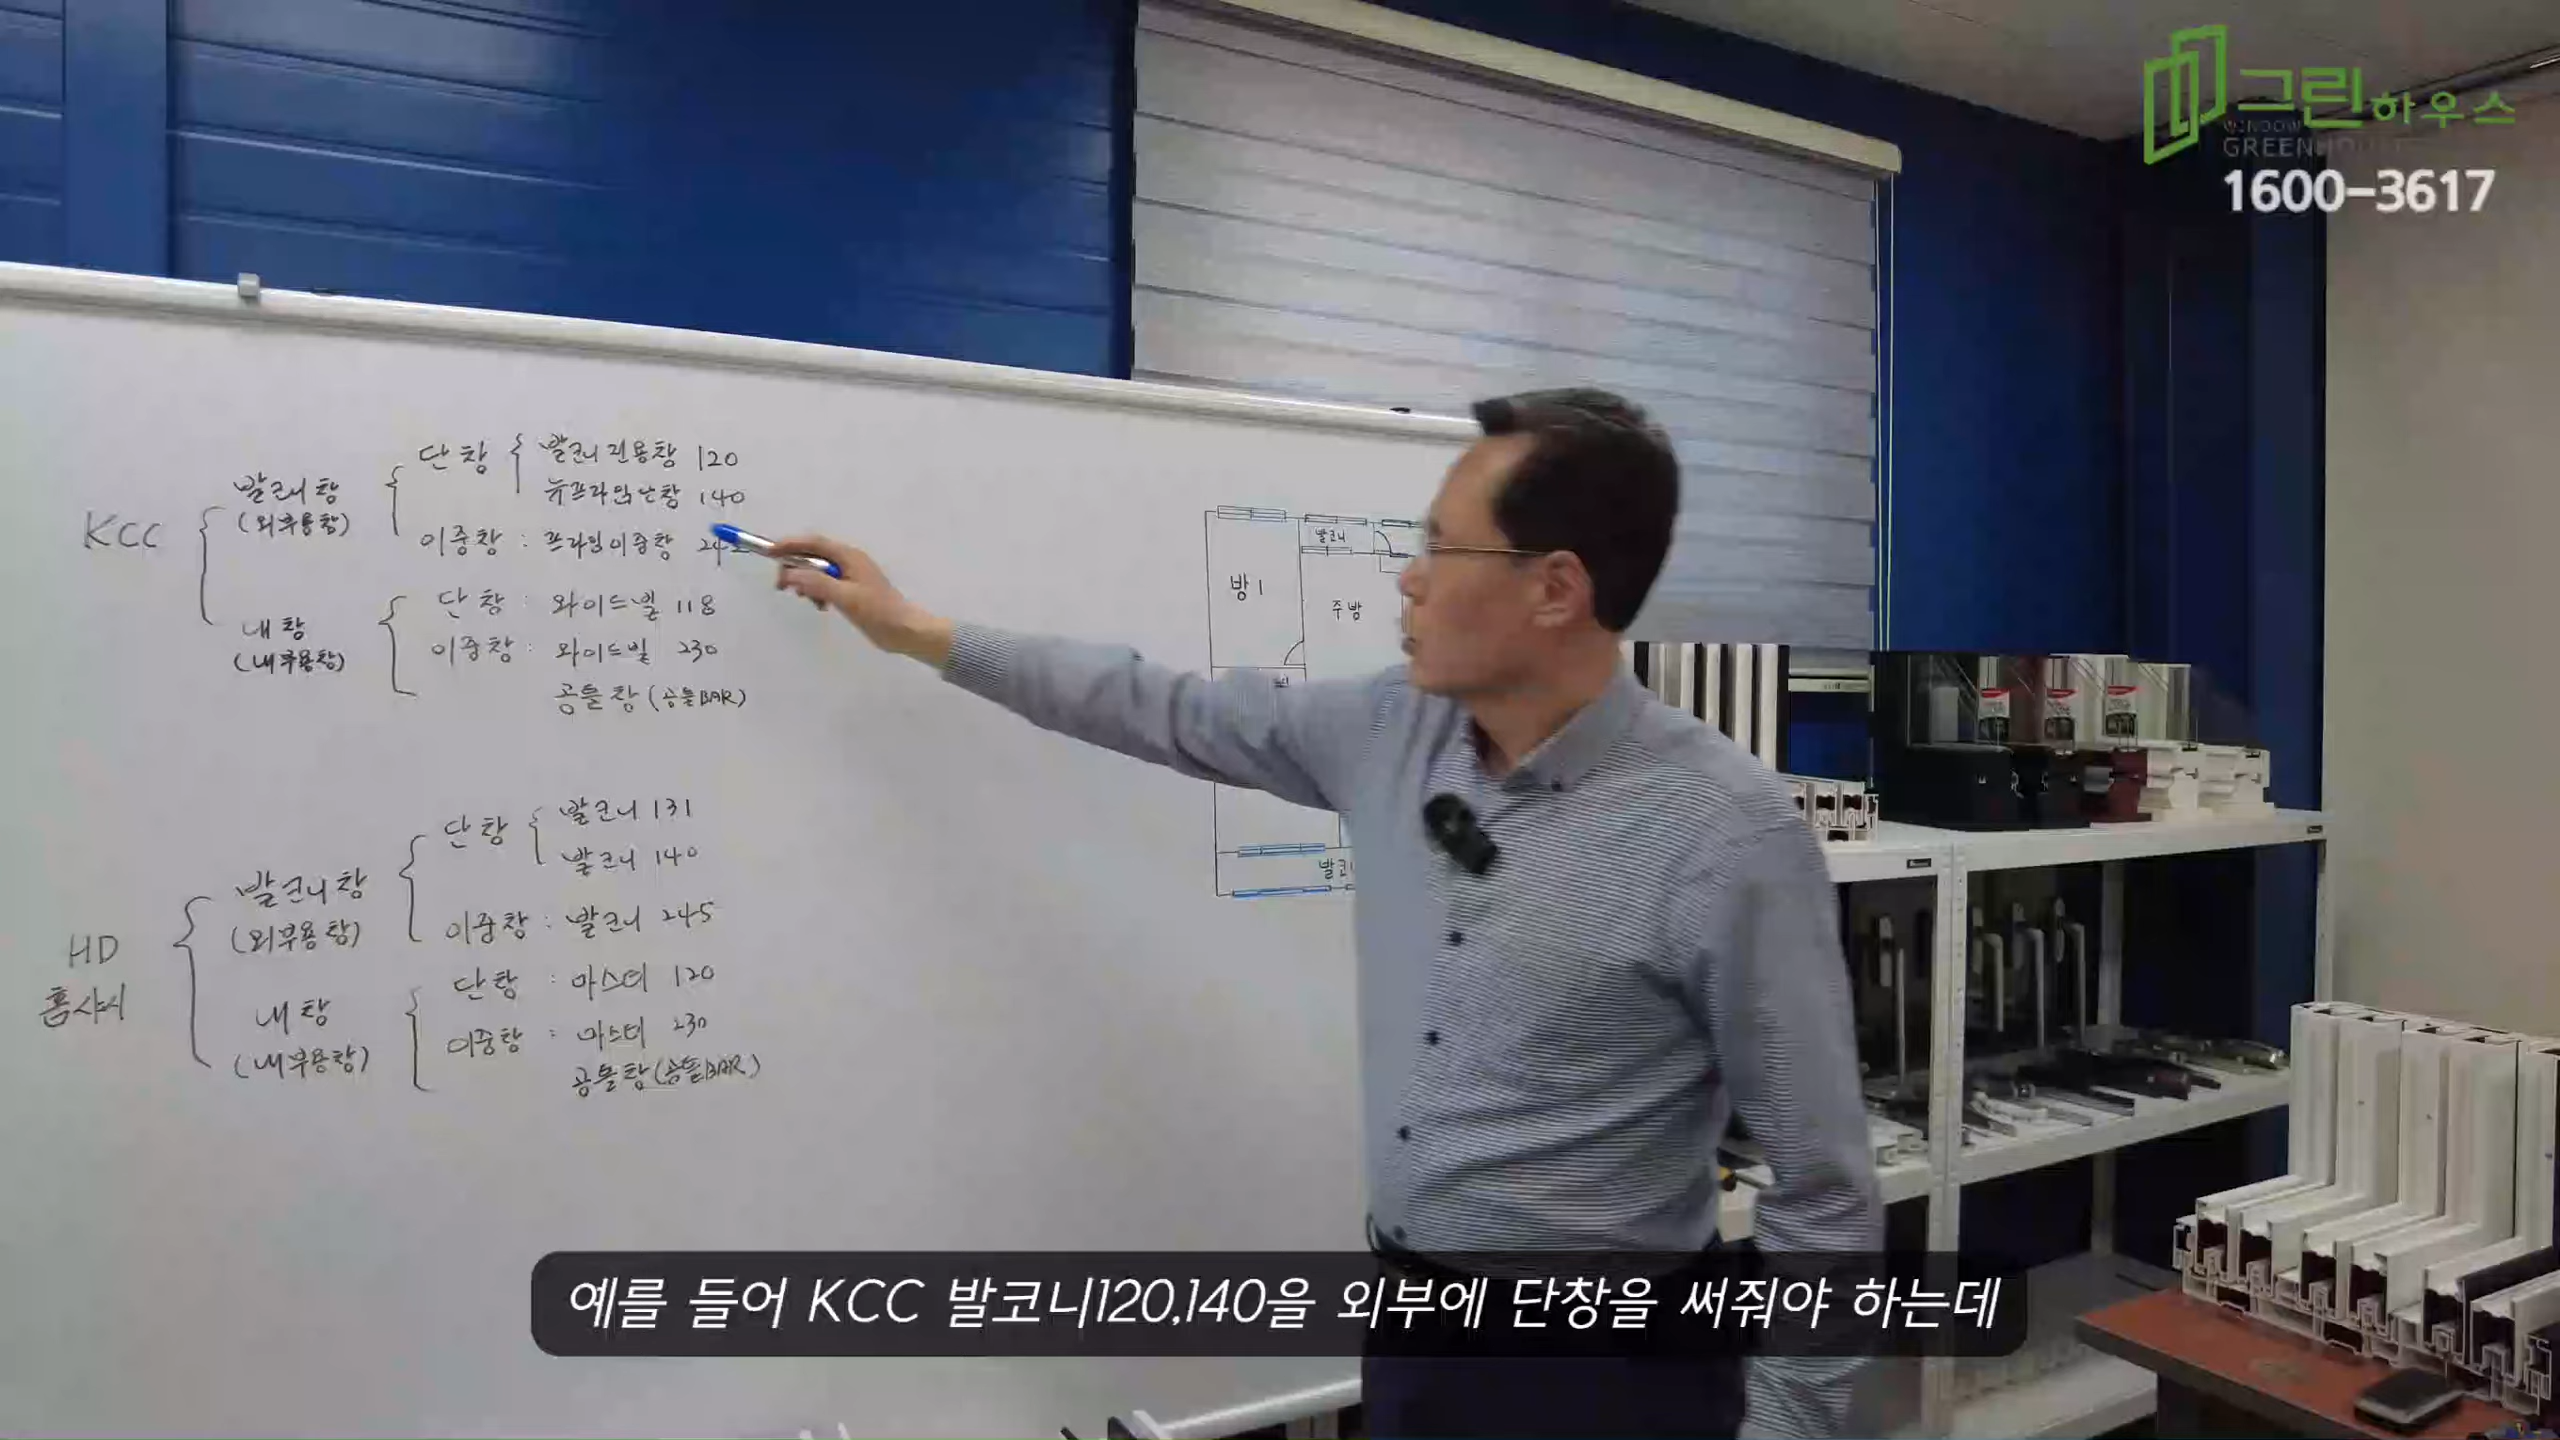 그린하우스
WINDOW
GREENHOUSE
1600-3617
KCC
발코니창
(외부용창)
단창
발코니전용창 120
뉴프라임단창 140
이중창 : 프라임이중창 242
내창
(내부용창)
단창 : 와이드빌 118
이중창 : 와이드빌 230
공틀창 (공틀BAR)
HD
홈샤시
발코니창
(외부용창)
단창
발코니 131
발코니 140
이중창 : 발코니 245
내창
(내부용창)
단창 : 마스터 120
이중창 : 마스터 230
공틀창 (공틀BAR)
발코니
방 1
주방
발코니
예를 들어 KCC 발코니120,140을 외부에 단창을 써줘야 하는데